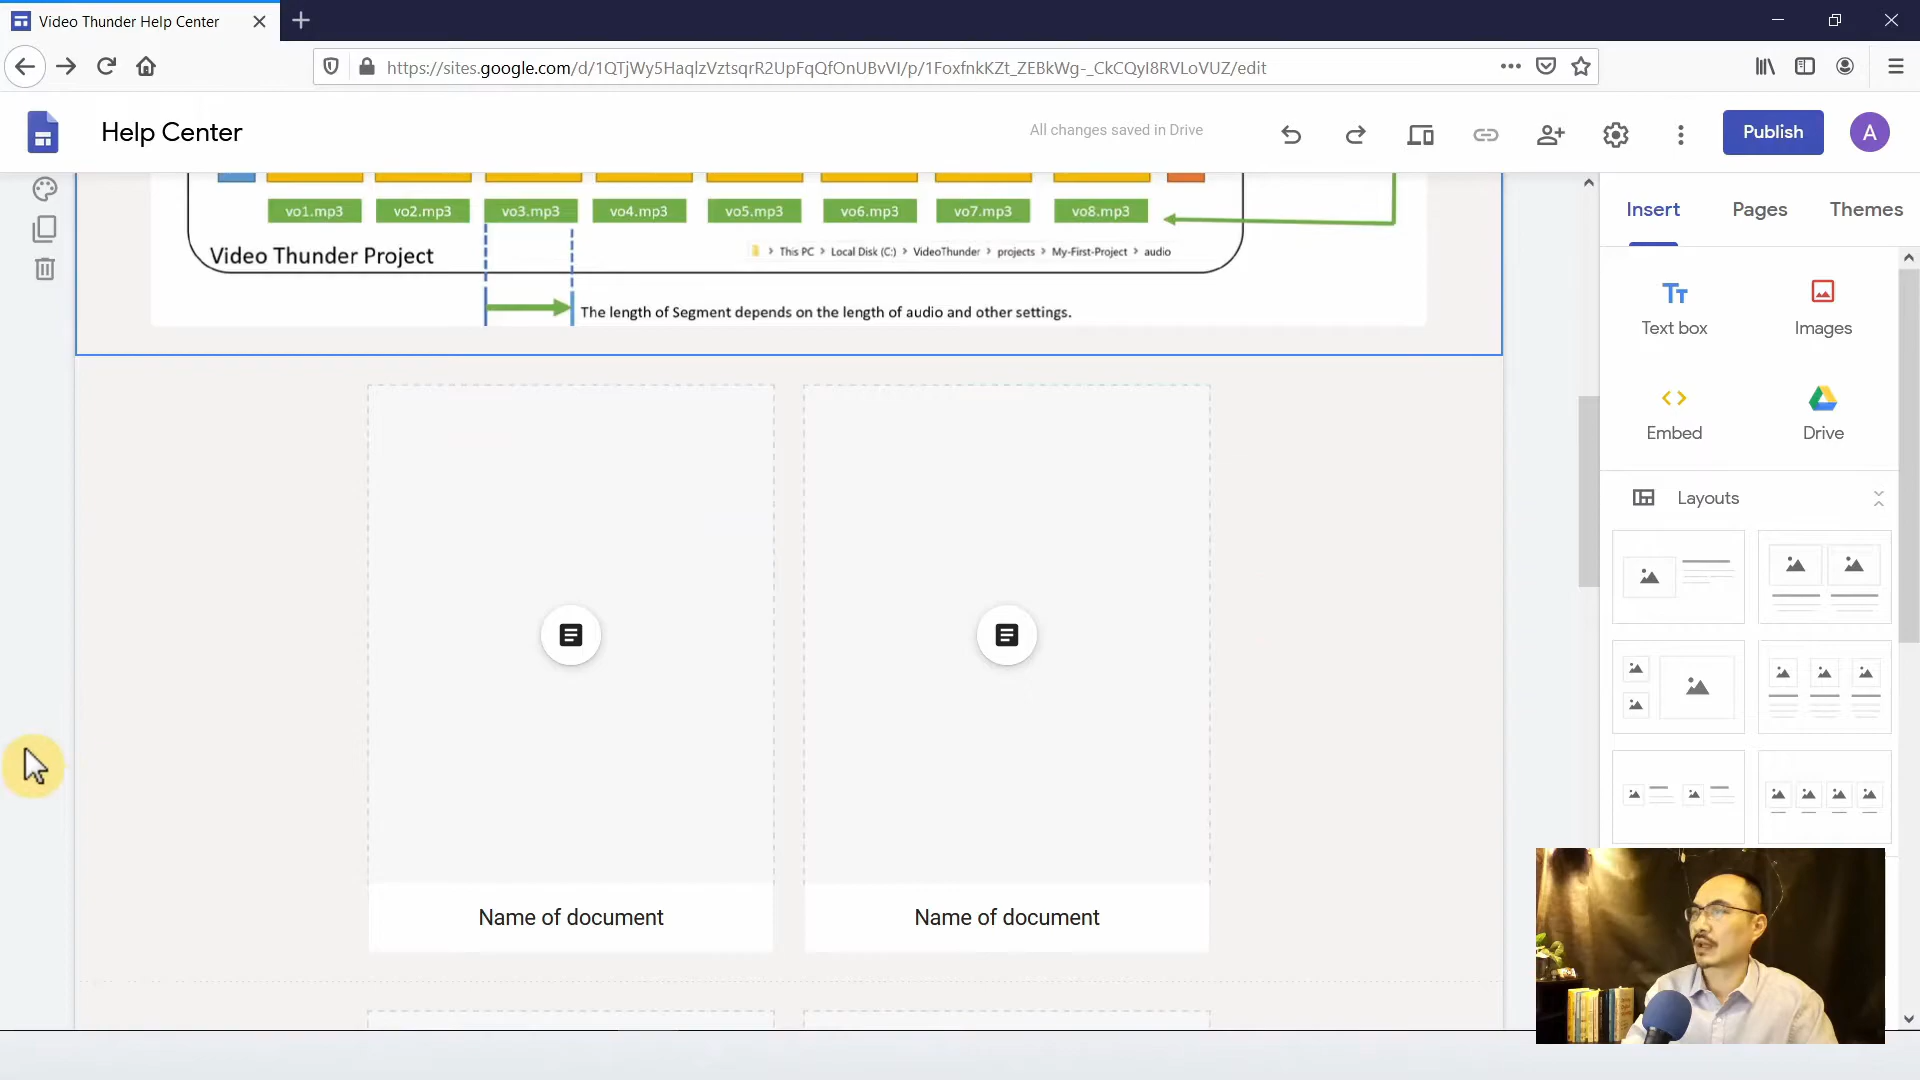 Video Thunder Help Center
https://sites.google.com/d/1QTjWy5HaqlzVztsqrR2UpFqQfOnUBvVI/p/1FoxfnkKZt_ZEBkWg-_CkCQyI8RVLoVUZ/edit
Help Center
All changes saved in Drive
Publish
A
Insert
Pages
Themes
vo1.mp3
vo2.mp3
vo3.mp3
vo4.mp3
vo5.mp3
vo6.mp3
vo7.mp3
vo8.mp3
Video Thunder Project
> This PC > Local Disk (C:) > VideoThunder > projects > My-First-Project > audio
The length of Segment depends on the length of audio and other settings.
Tt
Text box
Images
Embed
Drive
Layouts
Name of document
Name of document